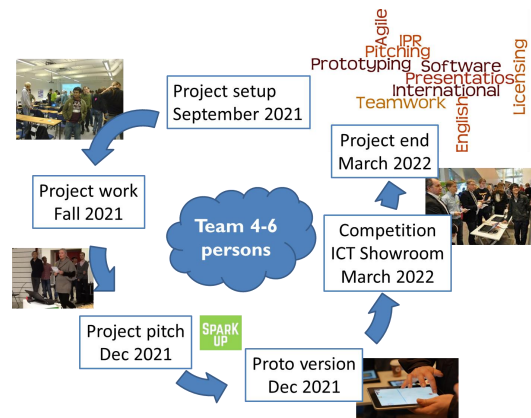 Agile
IPR
Pitching
Prototyping
Software
Presentatios
International
Teamwork
English
Licensing
Project setup
September 2021
Project work
Fall 2021
Team 4-6
persons
Project pitch
Dec 2021
SPARK
UP
Proto version
Dec 2021
Competition
ICT Showroom
March 2022
Project end
March 2022